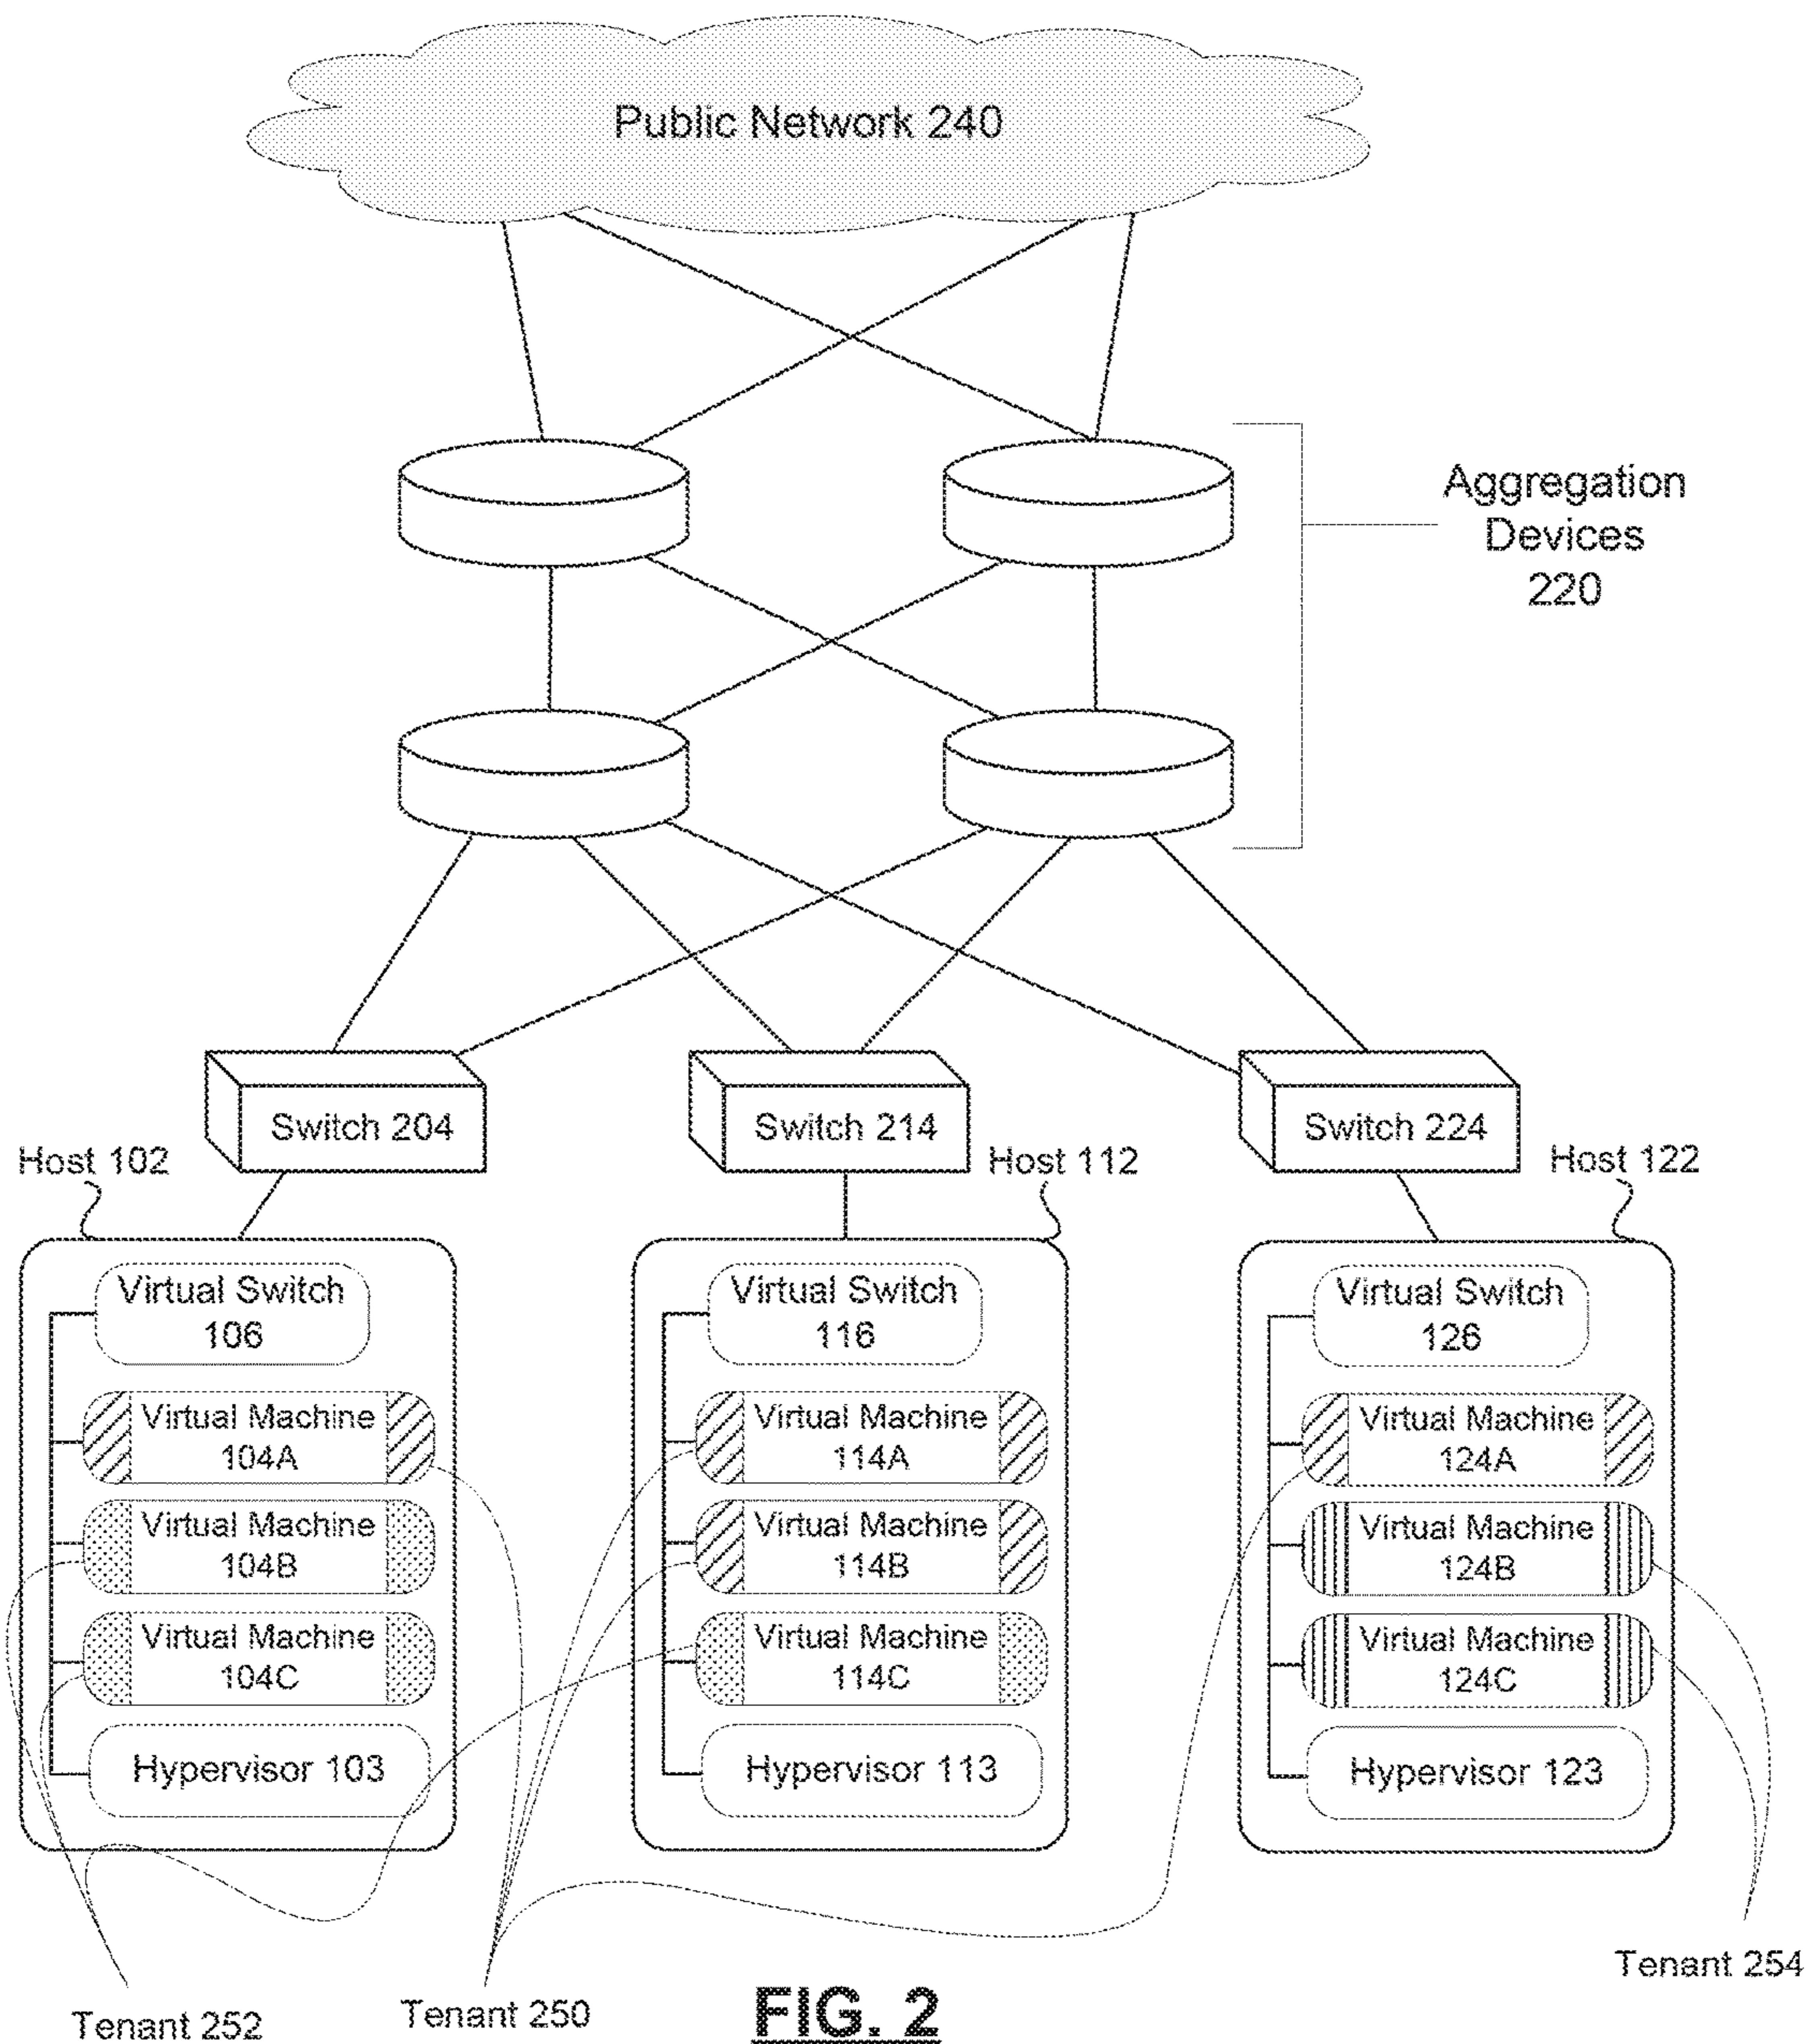 Public Network 240
Aggregation
Devices
220
Switch 204
Switch 214
Switch 224
Host 102
Host 112
Host 122
Virtual Switch
106
Virtual Machine
104A
Virtual Machine
104B
Virtual Machine
104C
Hypervisor 103
Virtual Switch
116
Virtual Machine
114A
Virtual Machine
114B
Virtual Machine
114C
Hypervisor 113
Virtual Switch
126
Virtual Machine
124A
Virtual Machine
124B
Virtual Machine
124C
Hypervisor 123
Tenant 252
Tenant 250
Tenant 254
FIG. 2